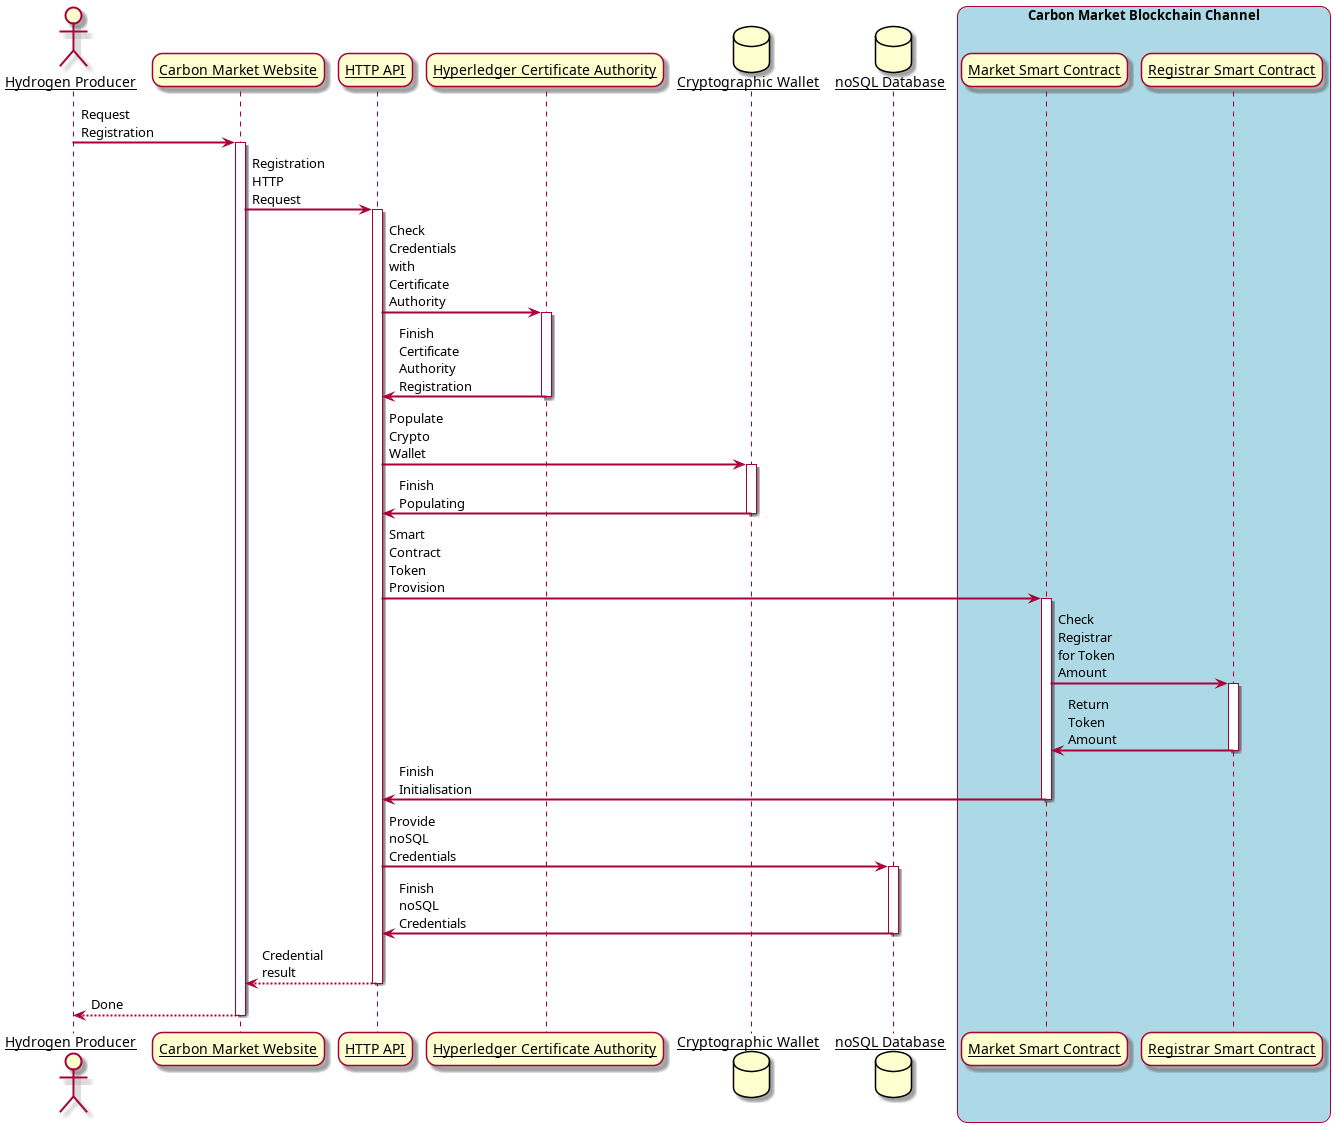 Carbon Market Blockchain Channel
Hydrogen Producer
Carbon Market Website
HTTP API
Hyperledger Certificate Authority
Cryptographic Wallet
noSQL Database
Market Smart Contract
Registrar Smart Contract
Request
Registration
Registration
HTTP
Request
Check
Credentials
with
Certificate
Authority
Finish
Certificate
Authority
Registration
Populate
Crypto
Wallet
Finish
Populating
Smart
Contract
Token
Provision
Check
Registrar
for Token
Amount
Return
Token
Amount
Finish
Initialisation
Provide
noSQL
Credentials
Finish
noSQL
Credentials
Credential
result
Done
Hydrogen Producer
Carbon Market Website
HTTP API
Hyperledger Certificate Authority
Cryptographic Wallet
noSQL Database
Market Smart Contract
Registrar Smart Contract